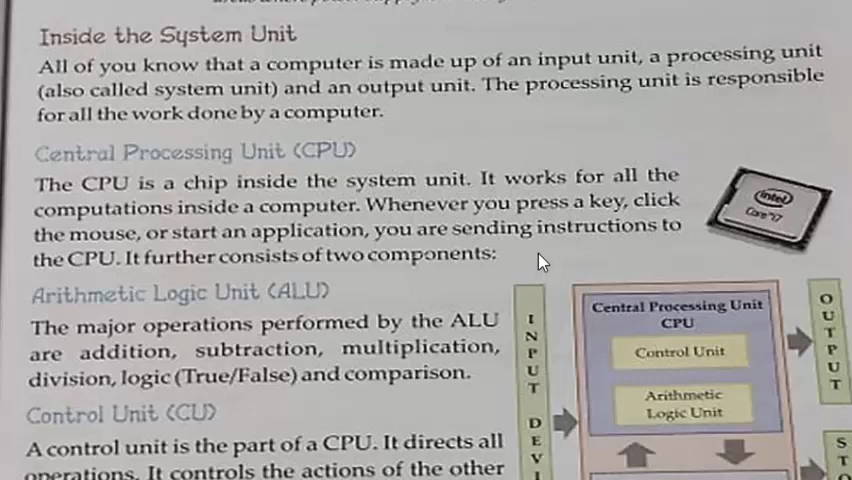 Inside the System Unit
All of you know that a computer is made up of an input unit, a processing unit
(also called system unit) and an output unit. The processing unit is responsible
for all the work done by a computer.
Central Processing Unit (CPU)
The CPU is a chip inside the system unit. It works for all the
computations inside a computer. Whenever you press a key, click
the mouse, or start an application, you are sending instructions to
the CPU. It further consists of two components:
intel
Core i7
Arithmetic Logic Unit (ALU)
The major operations performed by the ALU
are addition, subtraction, multiplication,
division, logic (True/False) and comparison.
Control Unit (CU)
A control unit is the part of a CPU. It directs all
operations. It controls the actions of the other
INPUT DEVI
Central Processing Unit
CPU
Control Unit
Arithmetic
Logic Unit
OUTPUT
STO